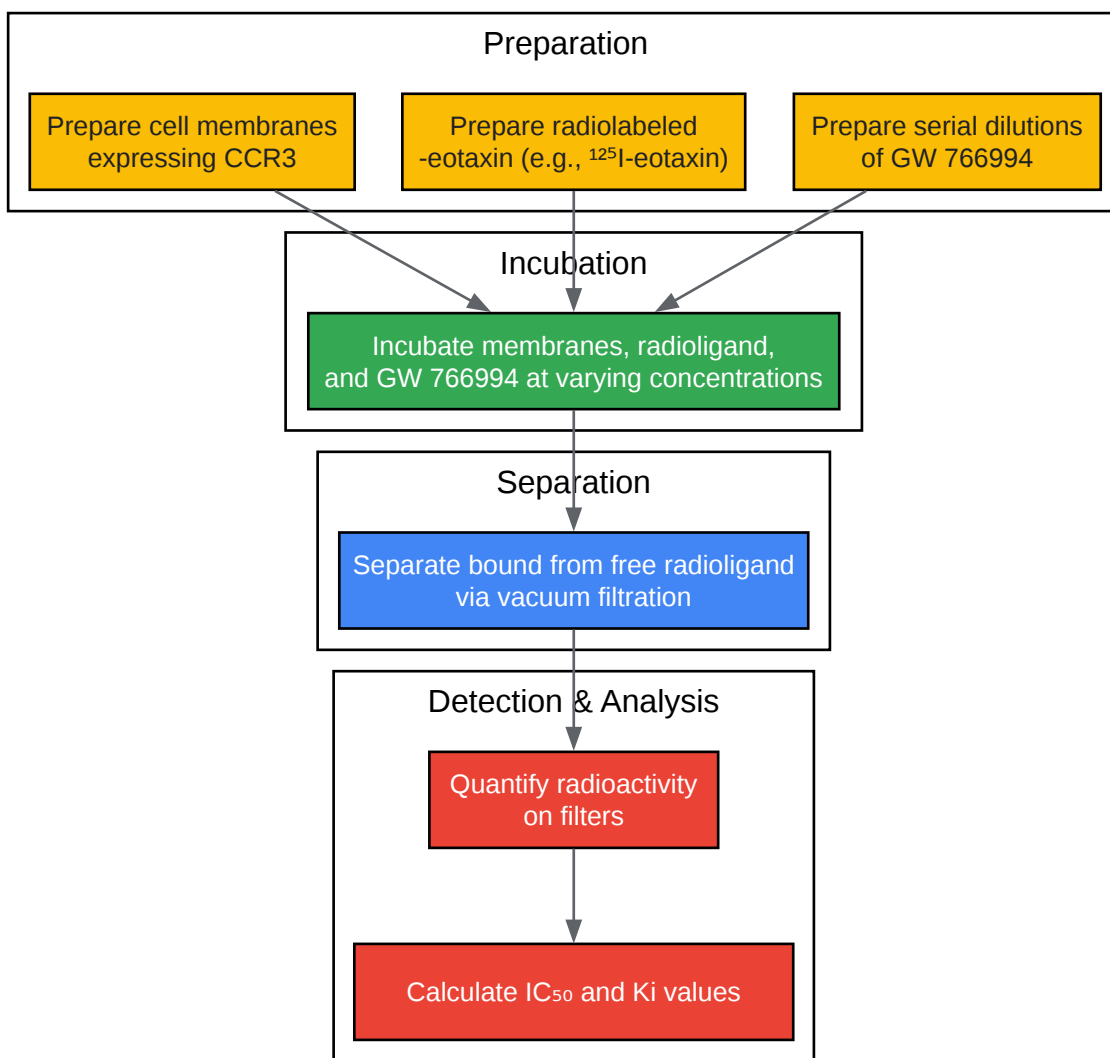 Preparation
Prepare cell membranes
expressing CCR3
Prepare radiolabeled
-eotaxin (e.g., ¹²⁵I-eotaxin)
Prepare serial dilutions
of GW 766994
Incubation
Incubate membranes, radioligand,
and GW 766994 at varying concentrations
Separation
Separate bound from free radioligand
via vacuum filtration
Detection & Analysis
Quantify radioactivity
on filters
Calculate IC₅₀ and Ki values